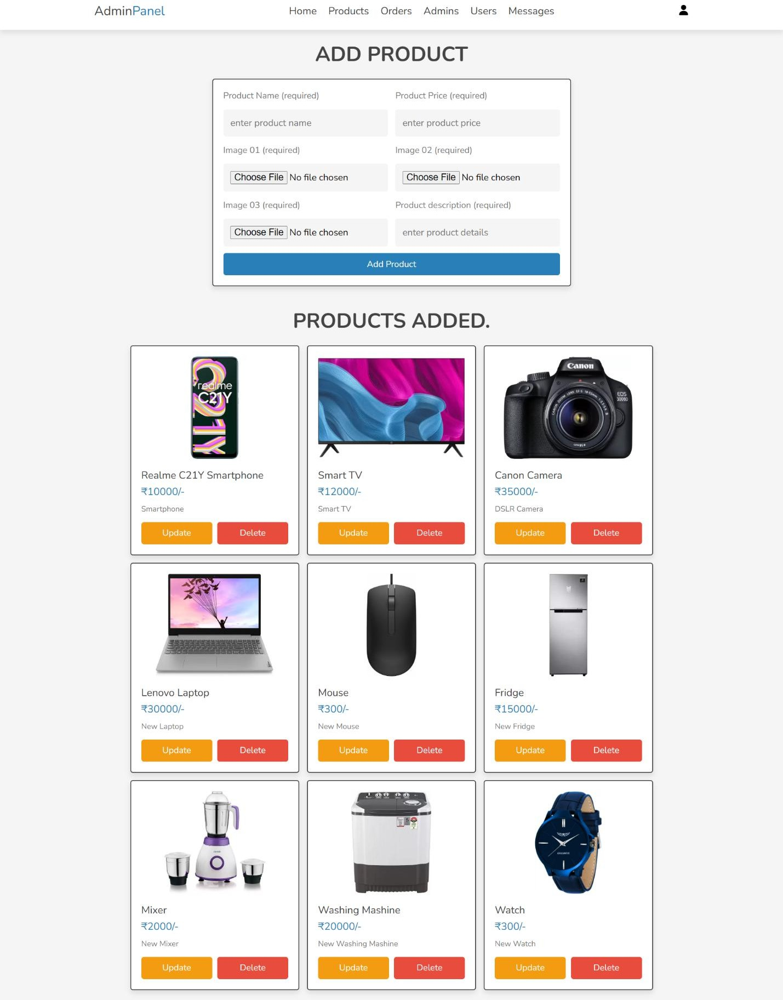 AdminPanel
Home Products Orders Admins Users Messages
ADD PRODUCT
Product Name (required) Product Price (required)
enter product name enter product price
Image 01 (required) Image 02 (required)
Choose File No file chosen Choose File No file chosen
Image 03 (required) Product description (required)
Choose File No file chosen enter product details
Add Product
PRODUCTS ADDED.
realme
C21Y
Canon
EOS
3000D
Realme C21Y Smartphone Smart TV Canon Camera
₹10000/- ₹12000/- ₹35000/-
Smartphone Smart TV DSLR Camera
Update Delete Update Delete Update Delete
Lenovo Laptop Mouse Fridge
₹30000/- ₹300/- ₹15000/-
New Laptop New Mouse New Fridge
Update Delete Update Delete Update Delete
Mixer Washing Mashine Watch
₹2000/- ₹20000/- ₹300/-
New Mixer New Washing Mashine New Watch
Update Delete Update Delete Update Delete